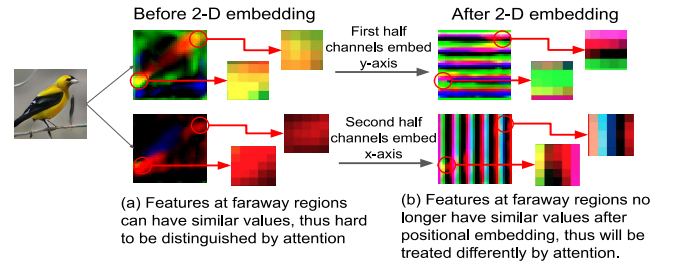 Before 2-D embedding
First half
channels embed
y-axis
After 2-D embedding
Second half
channels embed
x-axis
(a) Features at faraway regions
can have similar values, thus hard
to be distinguished by attention
(b) Features at faraway regions no
longer have similar values after
positional embedding, thus will be
treated differently by attention.